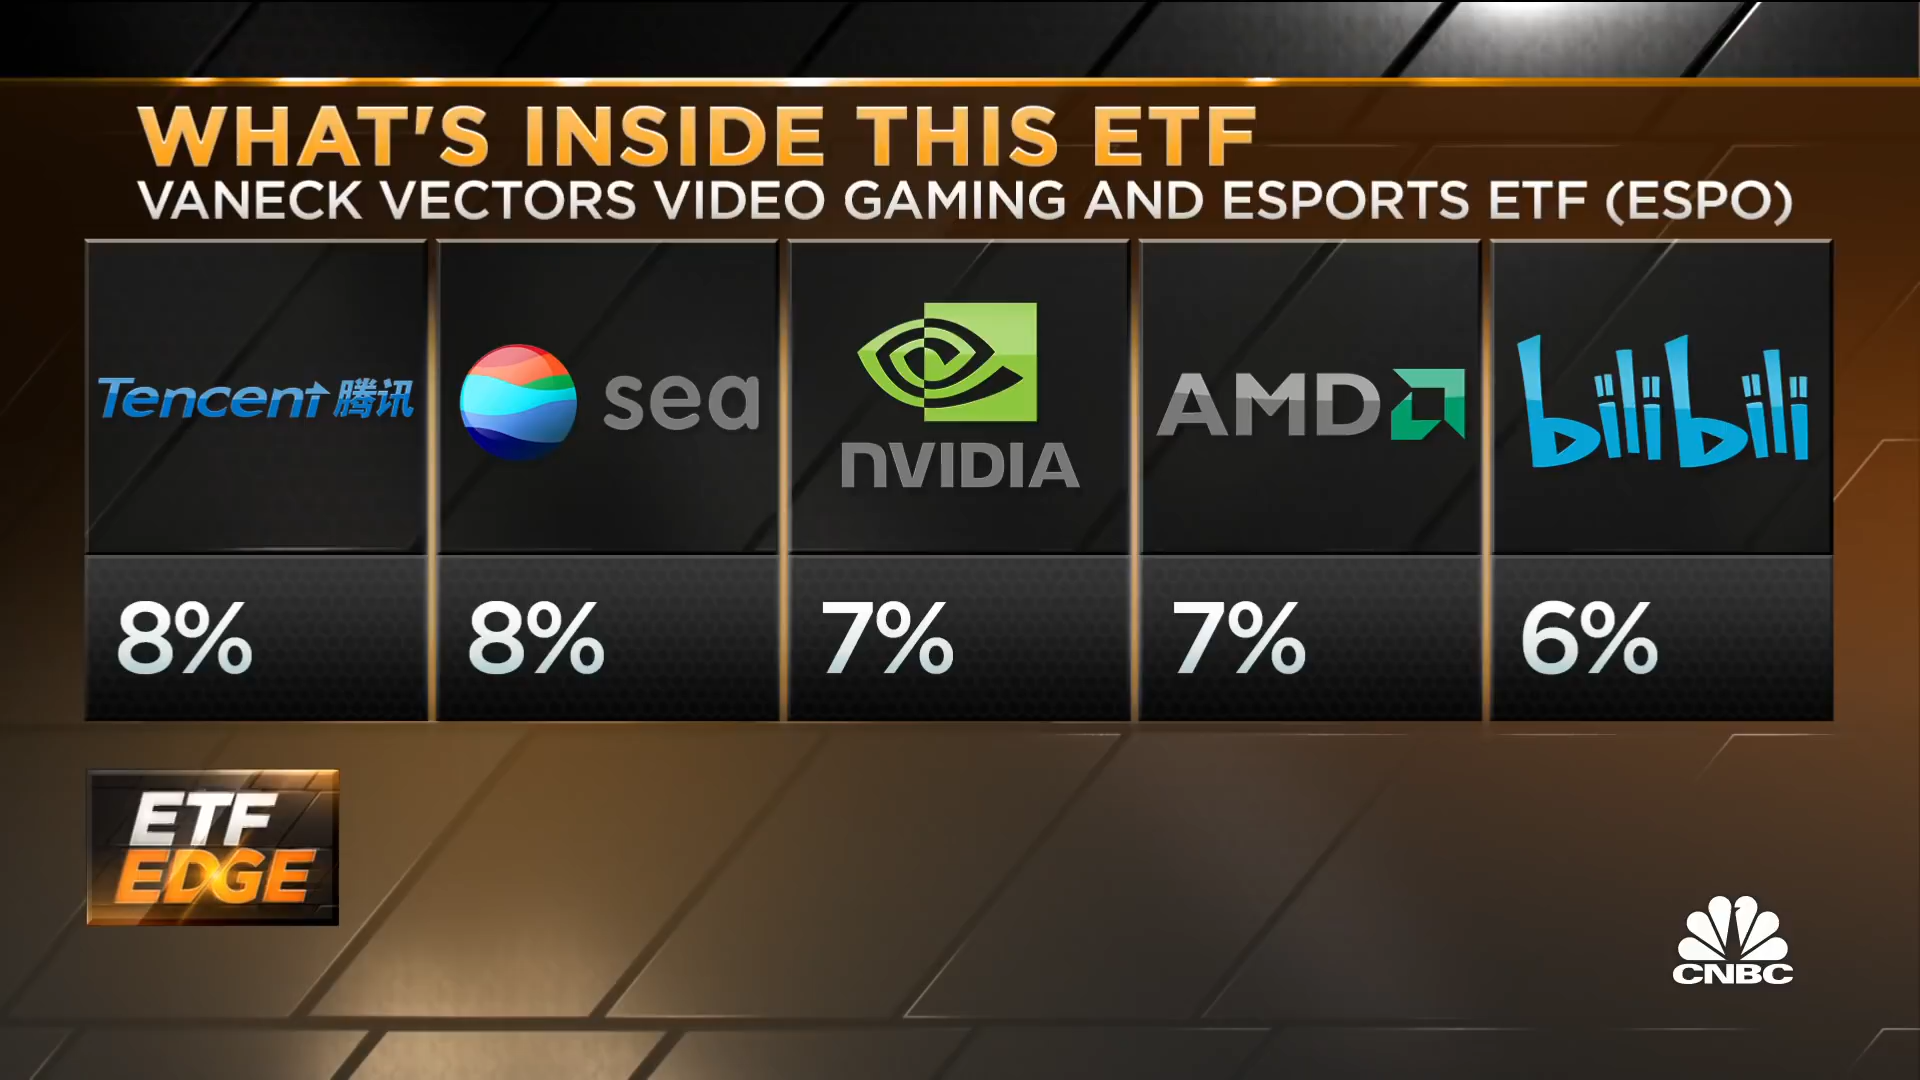 WHAT'S INSIDE THIS ETF
VANECK VECTORS VIDEO GAMING AND ESPORTS ETF (ESPO)
Tencent 腾讯
sea
NVIDIA
AMD
bilibili
8%
8%
7%
7%
6%
ETF
EDGE
CNBC